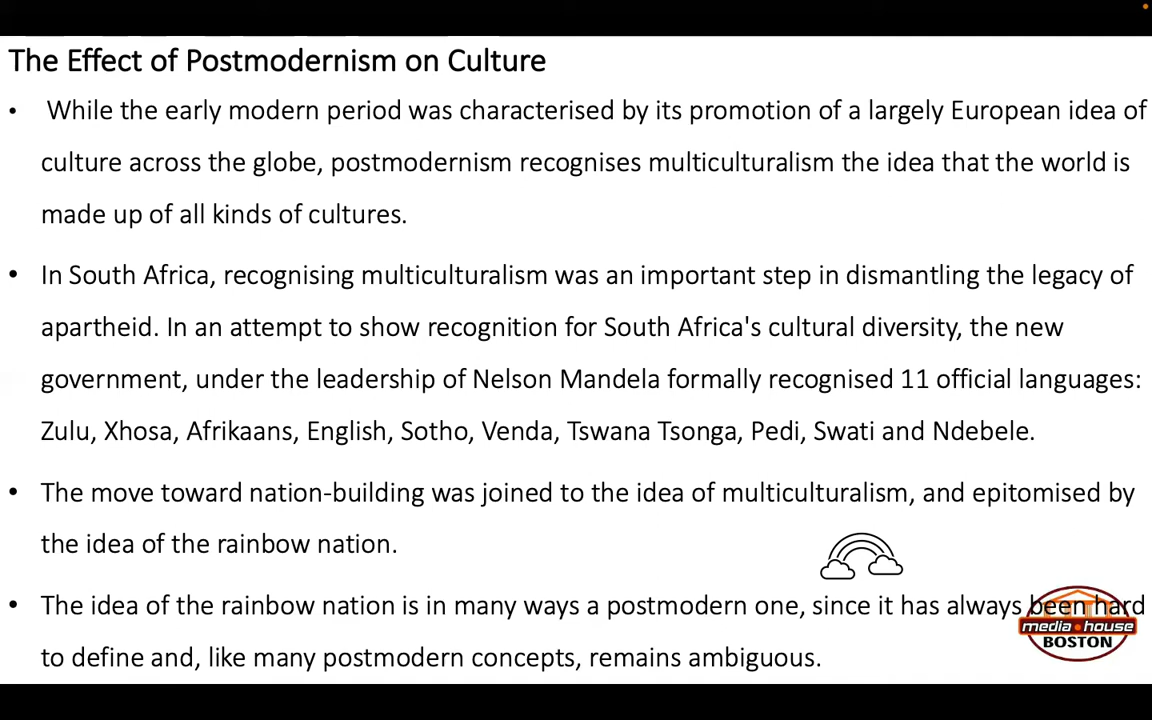 The Effect of Postmodernism on Culture
• While the early modern period was characterised by its promotion of a largely European idea of
culture across the globe, postmodernism recognises multiculturalism the idea that the world is
made up of all kinds of cultures.
• In South Africa, recognising multiculturalism was an important step in dismantling the legacy of
apartheid. In an attempt to show recognition for South Africa's cultural diversity, the new
government, under the leadership of Nelson Mandela formally recognised 11 official languages:
Zulu, Xhosa, Afrikaans, English, Sotho, Venda, Tswana Tsonga, Pedi, Swati and Ndebele.
• The move toward nation-building was joined to the idea of multiculturalism, and epitomised by
the idea of the rainbow nation.
• The idea of the rainbow nation is in many ways a postmodern one, since it has always been hard
to define and, like many postmodern concepts, remains ambiguous.
media•house
BOSTON